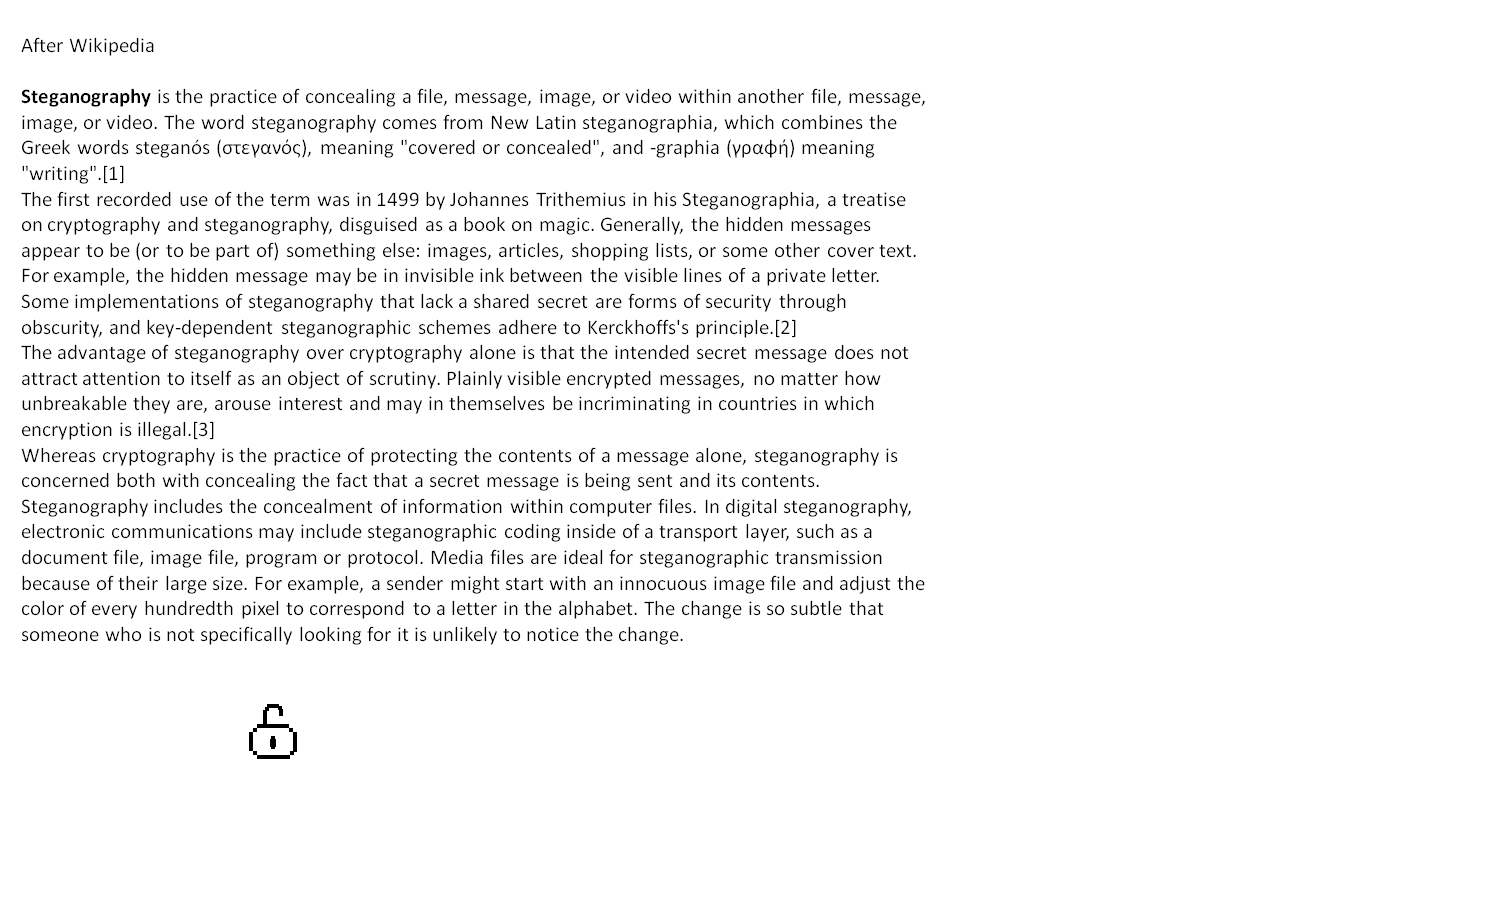 After Wikipedia
Steganography is the practice of concealing a file, message, image, or video within another file, message,
image, or video. The word steganography comes from New Latin steganographia, which combines the
Greek words steganós (στεγανός), meaning "covered or concealed", and -graphia (γραφή) meaning
"writing".[1]
The first recorded use of the term was in 1499 by Johannes Trithemius in his Steganographia, a treatise
on cryptography and steganography, disguised as a book on magic. Generally, the hidden messages
appear to be (or to be part of) something else: images, articles, shopping lists, or some other cover text.
For example, the hidden message may be in invisible ink between the visible lines of a private letter.
Some implementations of steganography that lack a shared secret are forms of security through
obscurity, and key-dependent steganographic schemes adhere to Kerckhoffs's principle.[2]
The advantage of steganography over cryptography alone is that the intended secret message does not
attract attention to itself as an object of scrutiny. Plainly visible encrypted messages, no matter how
unbreakable they are, arouse interest and may in themselves be incriminating in countries in which
encryption is illegal.[3]
Whereas cryptography is the practice of protecting the contents of a message alone, steganography is
concerned both with concealing the fact that a secret message is being sent and its contents.
Steganography includes the concealment of information within computer files. In digital steganography,
electronic communications may include steganographic coding inside of a transport layer, such as a
document file, image file, program or protocol. Media files are ideal for steganographic transmission
because of their large size. For example, a sender might start with an innocuous image file and adjust the
color of every hundredth pixel to correspond to a letter in the alphabet. The change is so subtle that
someone who is not specifically looking for it is unlikely to notice the change.